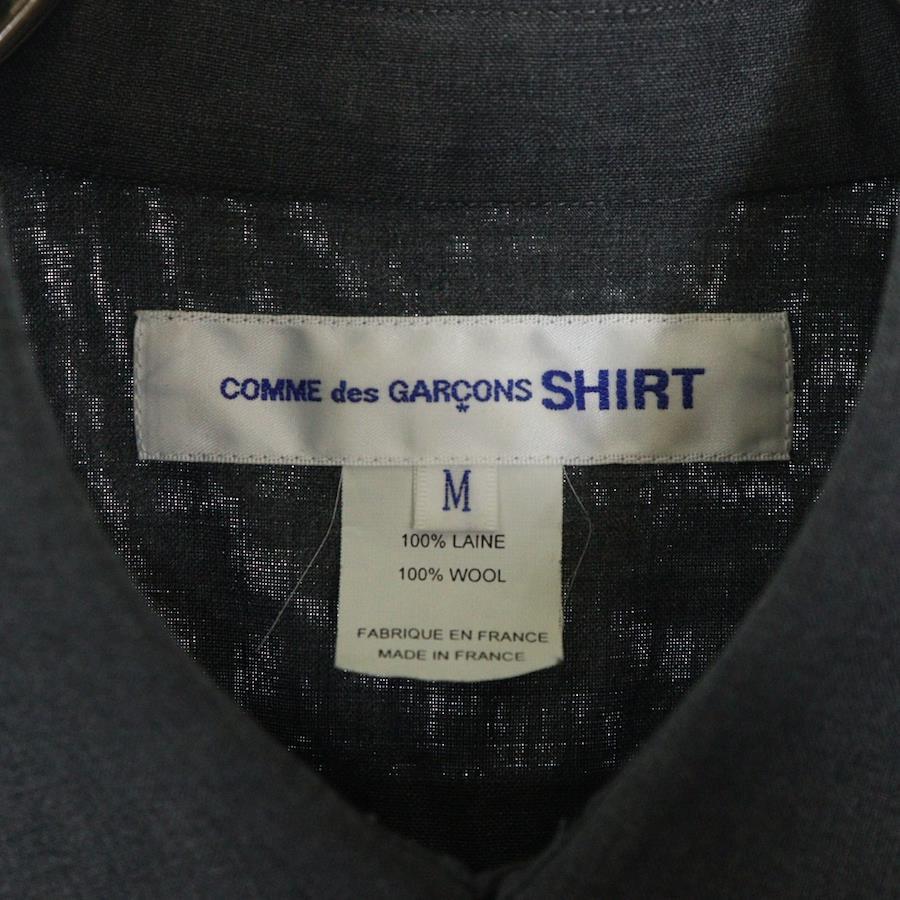 COMME des GARÇONS SHIRT
*
M
100% LAINE
100% WOOL
FABRIQUE EN FRANCE
MADE IN FRANCE